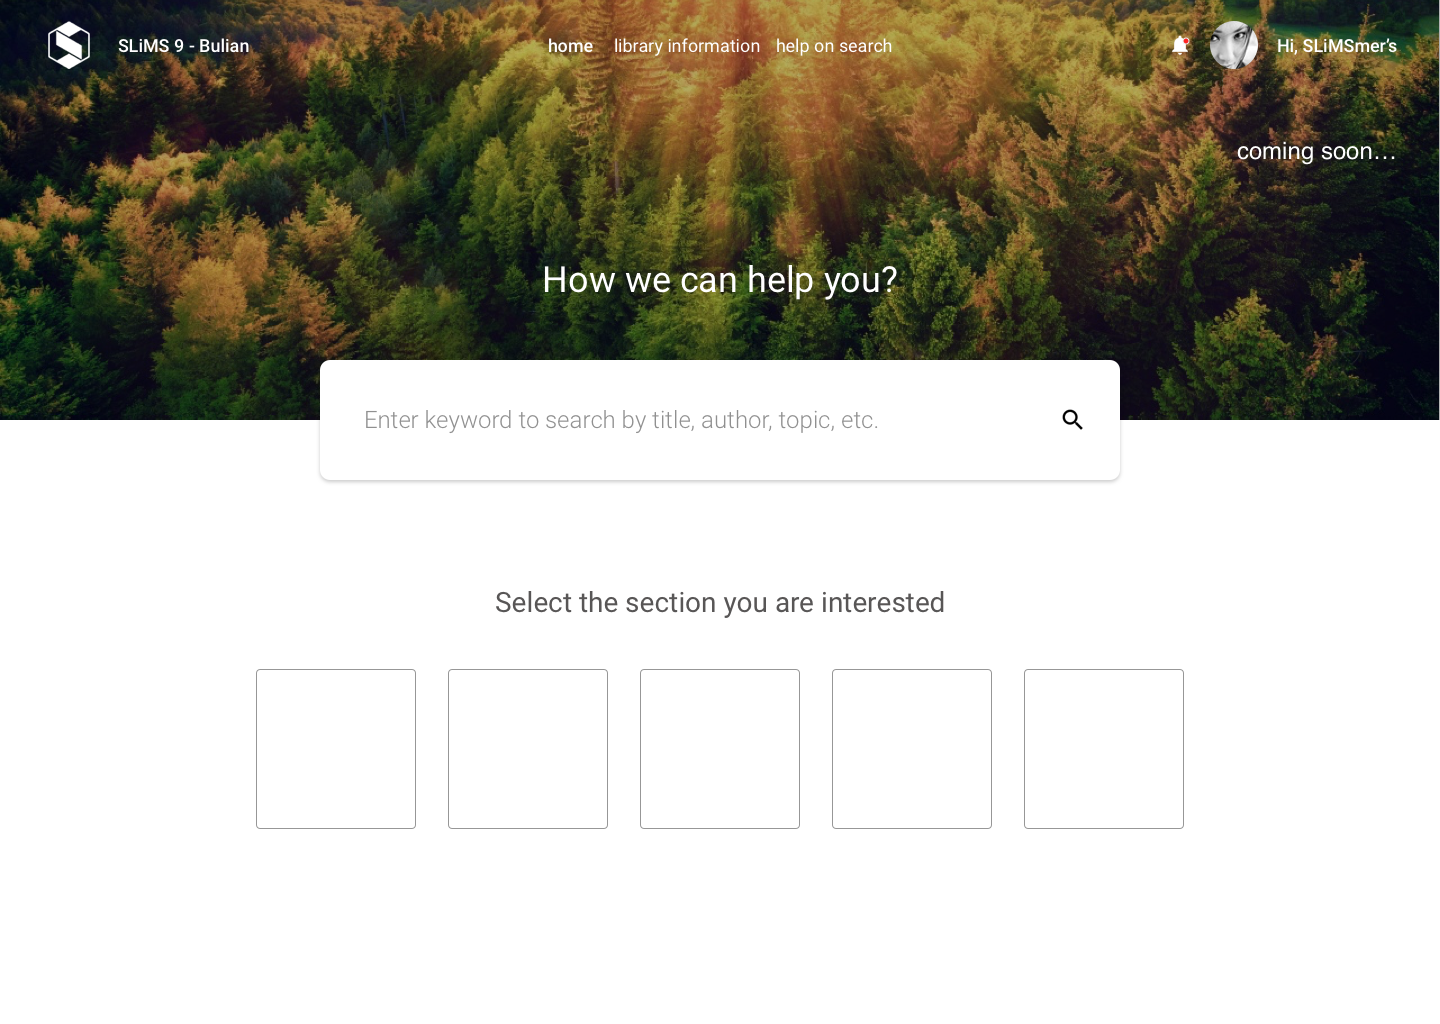 SLiMS 9 - Bulian
home library information help on search
Hi, SLiMSmer’s
coming soon...
How we can help you?
Enter keyword to search by title, author, topic, etc.
Select the section you are interested